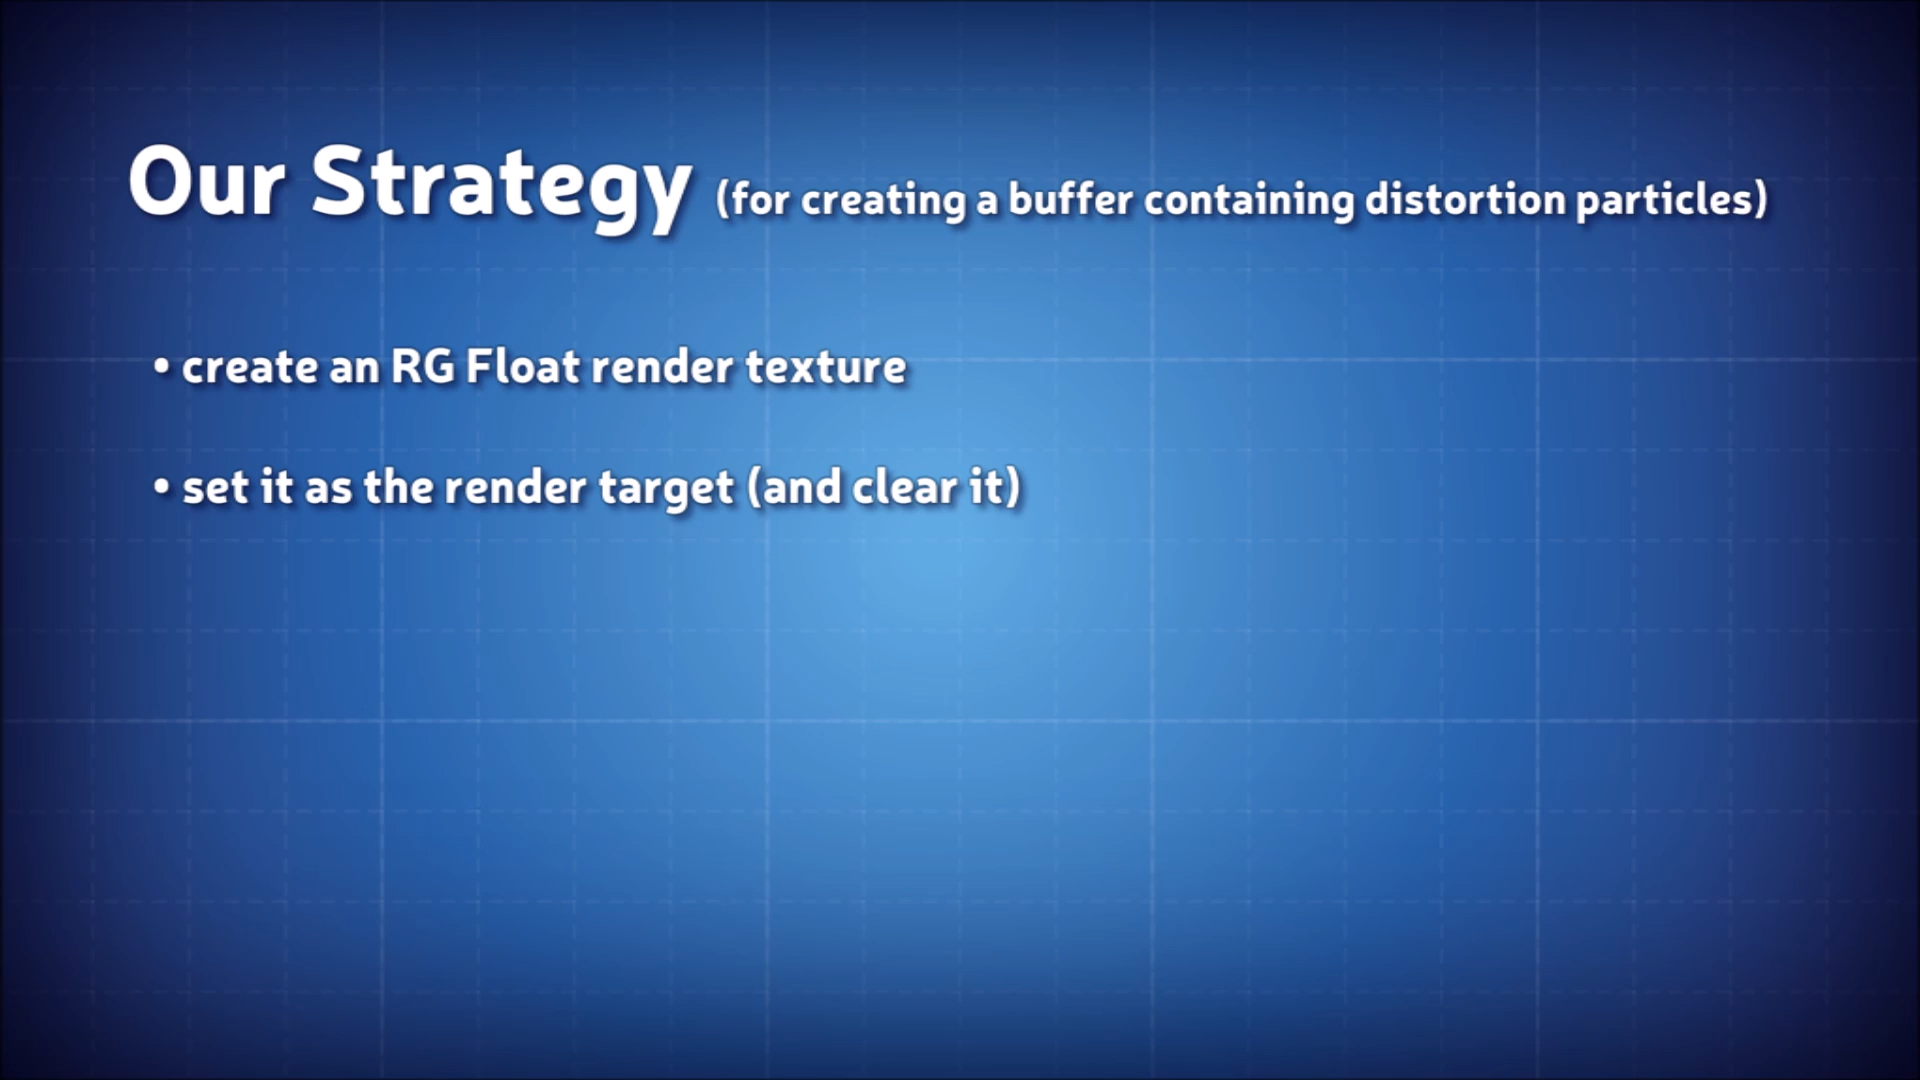 Our Strategy (for creating a buffer containing distortion particles)
• create an RG Float render texture
• set it as the render target (and clear it)